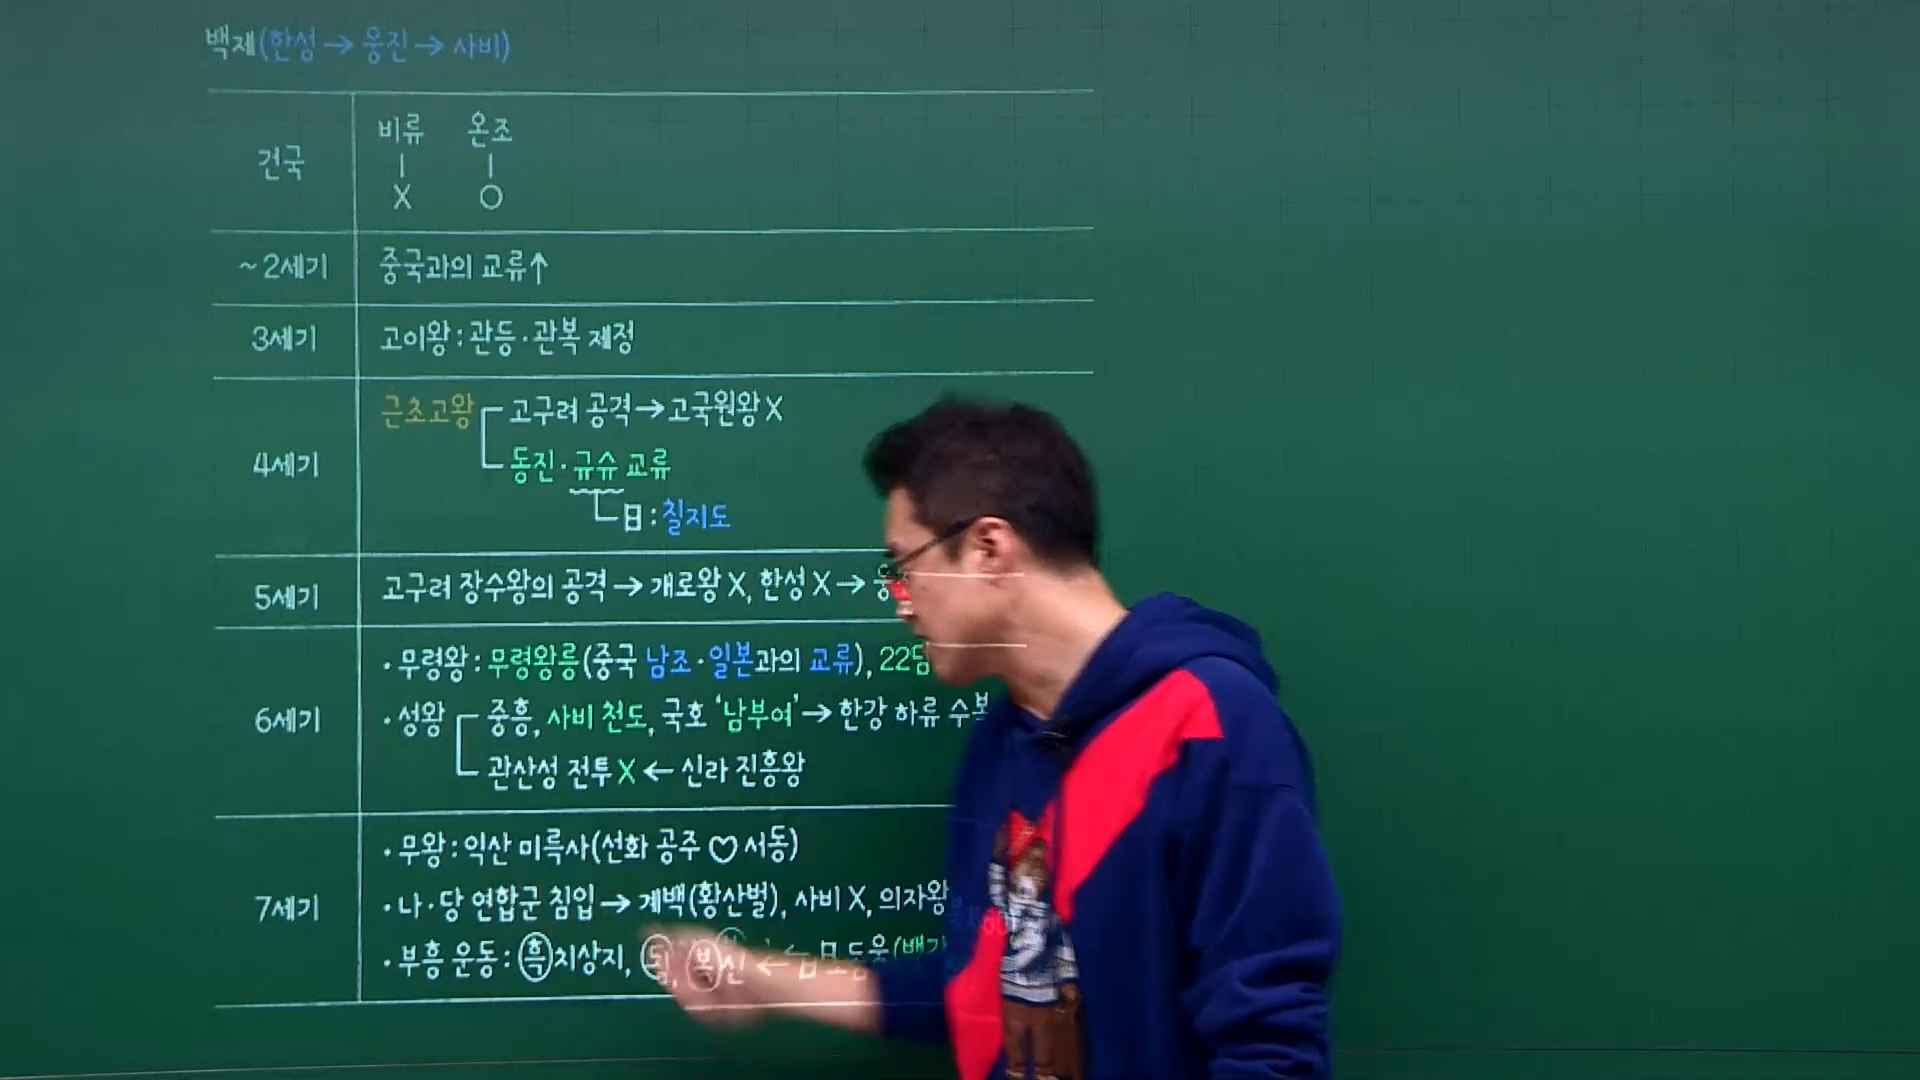 백제(한성→웅진→사비)
건국
비류 온조
X O
~2세기
중국과의 교류↑
3세기
고이왕:관등·관복 제정
4세기
근초고왕 고구려 공격→고국원왕 X
동진·규슈 교류
日:칠지도
5세기
고구려 장수왕의 공격→개로왕 X, 한성 X→
6세기
·무령왕:무령왕릉(중국 남조·일본과의 교류), 22담
·성왕 중흥, 사비 천도, 국호 '남부여'→한강 하류 수복
관산성 전투 X ← 신라 진흥왕
7세기
·무왕:익산 미륵사(선화 공주 ♡ 서동)
·나·당 연합군 침입→계백(황산벌), 사비 X, 의자왕
·부흥 운동:흑치상지, 복신 ← 日도 도움(백강